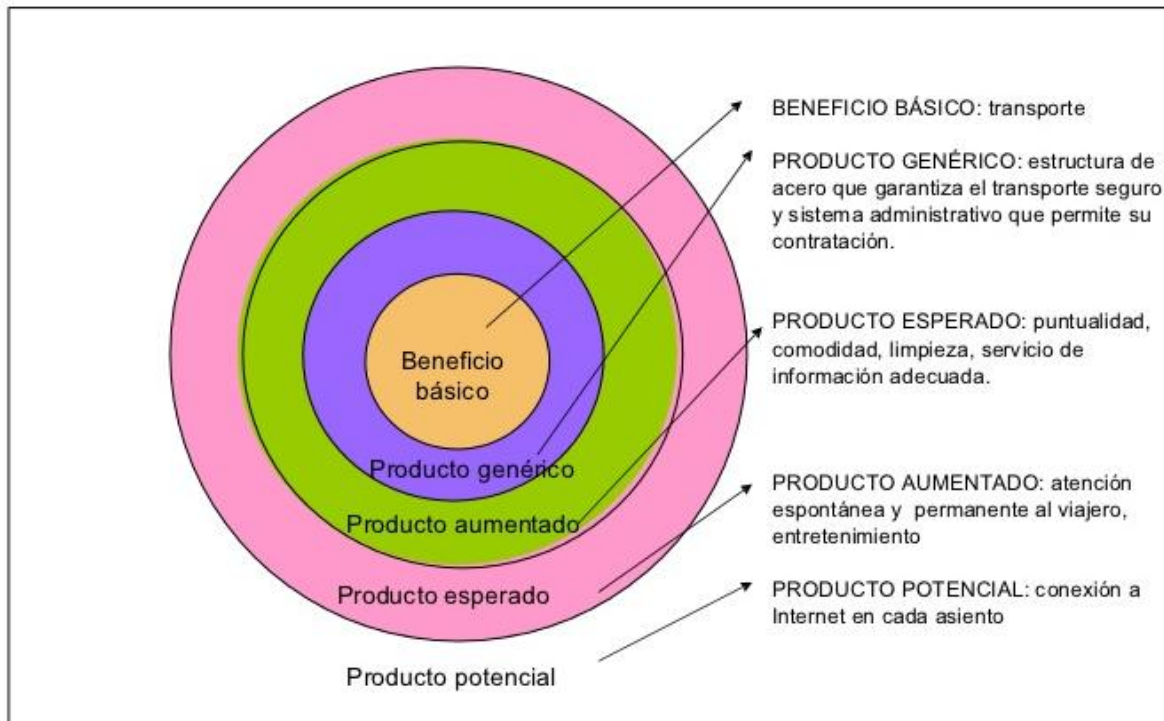 Beneficio
básico
Producto genérico
Producto aumentado
Producto esperado
Producto potencial
BENEFICIO BÁSICO: transporte
PRODUCTO GENÉRICO: estructura de
acero que garantiza el transporte seguro
y sistema administrativo que permite su
contratación.
PRODUCTO ESPERADO: puntualidad,
comodidad, limpieza, servicio de
información adecuada.
PRODUCTO AUMENTADO: atención
espontánea y permanente al viajero,
entretenimiento
PRODUCTO POTENCIAL: conexión a
Internet en cada asiento